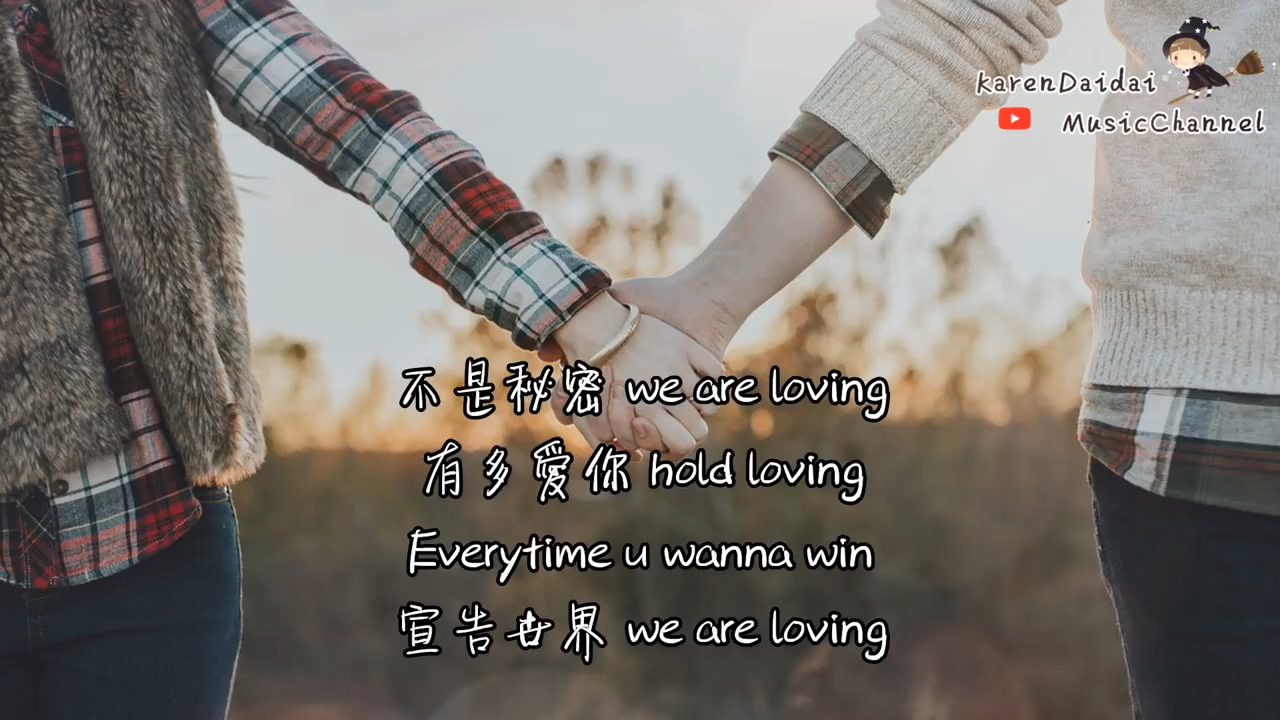 karenDaidai
MusicChannel
不是秘密 we are loving
有多愛你 hold loving
Everytime u wanna win
宣告世界 we are loving